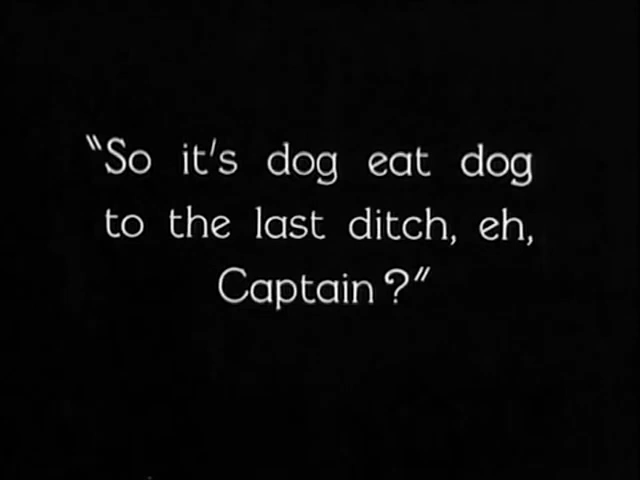 "So it's dog eat dog
to the last ditch, eh,
Captain?"